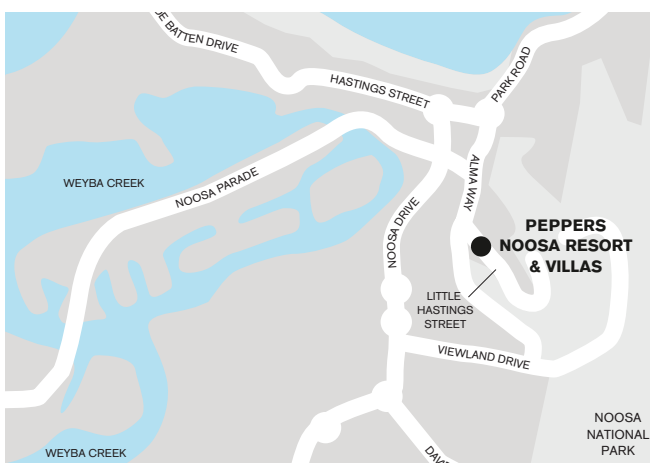 DE BATTEN DRIVE
HASTINGS STREET
PARK ROAD
WEYBA CREEK
NOOSA PARADE
ALMA WAY
NOOSA DRIVE
PEPPERS
NOOSA RESORT
& VILLAS
LITTLE
HASTINGS
STREET
VIEWLAND DRIVE
NOOSA
NATIONAL
PARK
WEYBA CREEK